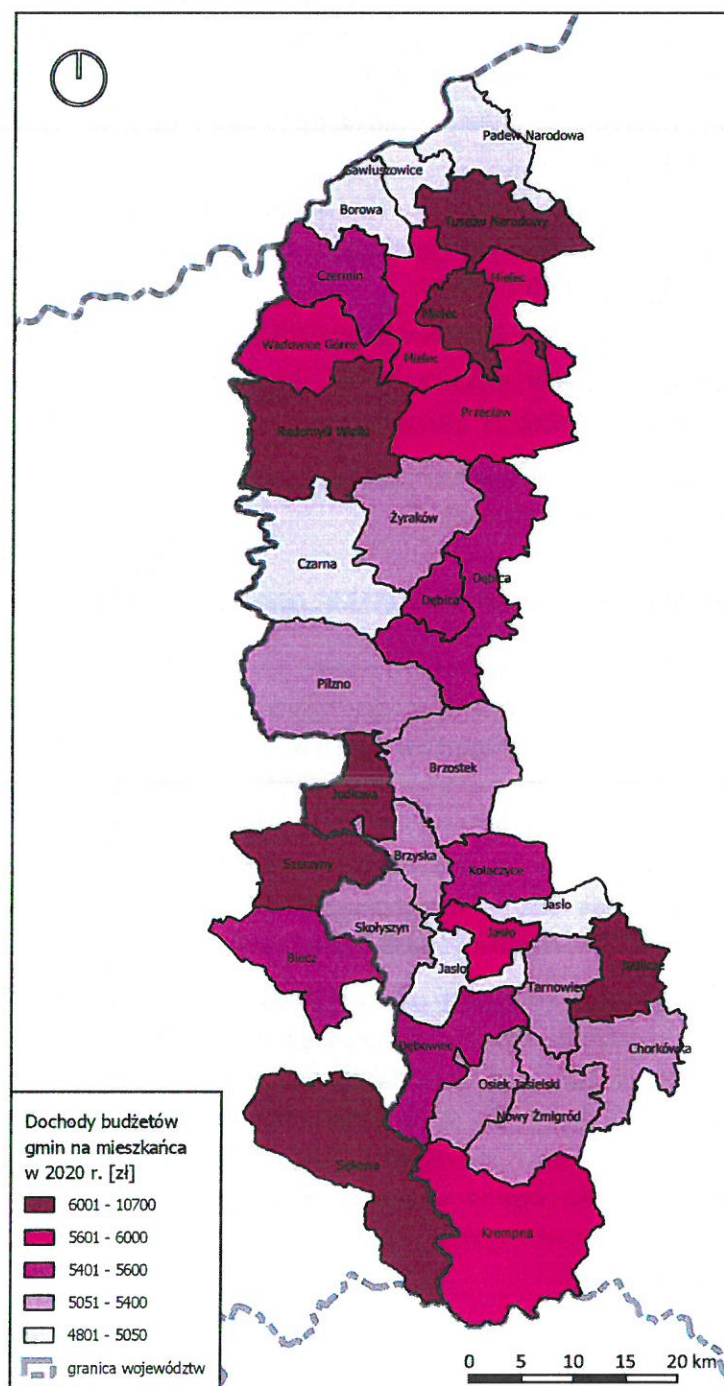 Padew Narodowa
Gawłuszowice
Borowa
Tuszów Narodowy
Czermin
Mielec
Mielec
Wadowice Górne
Mielec
Przecław
Radomyśl Wielki
Żyraków
Czarna
Dębica
Dębica
Pilzno
Brzostek
Jodłowa
Brzyska
Szerzyny
Kołaczyce
Jasło
Skołyszyn
Jasło
Biecz
Jasło
Jedlicze
Tarnowiec
Dębowiec
Chorkówka
Osiek Jasielski
Nowy Żmigród
Sękowa
Krempna
Dochody budżetów
gmin na mieszkańca
w 2020 r. [zł]
6001 - 10700
5601 - 6000
5401 - 5600
5051 - 5400
4801 - 5050
granica województw
0 5 10 15 20 km